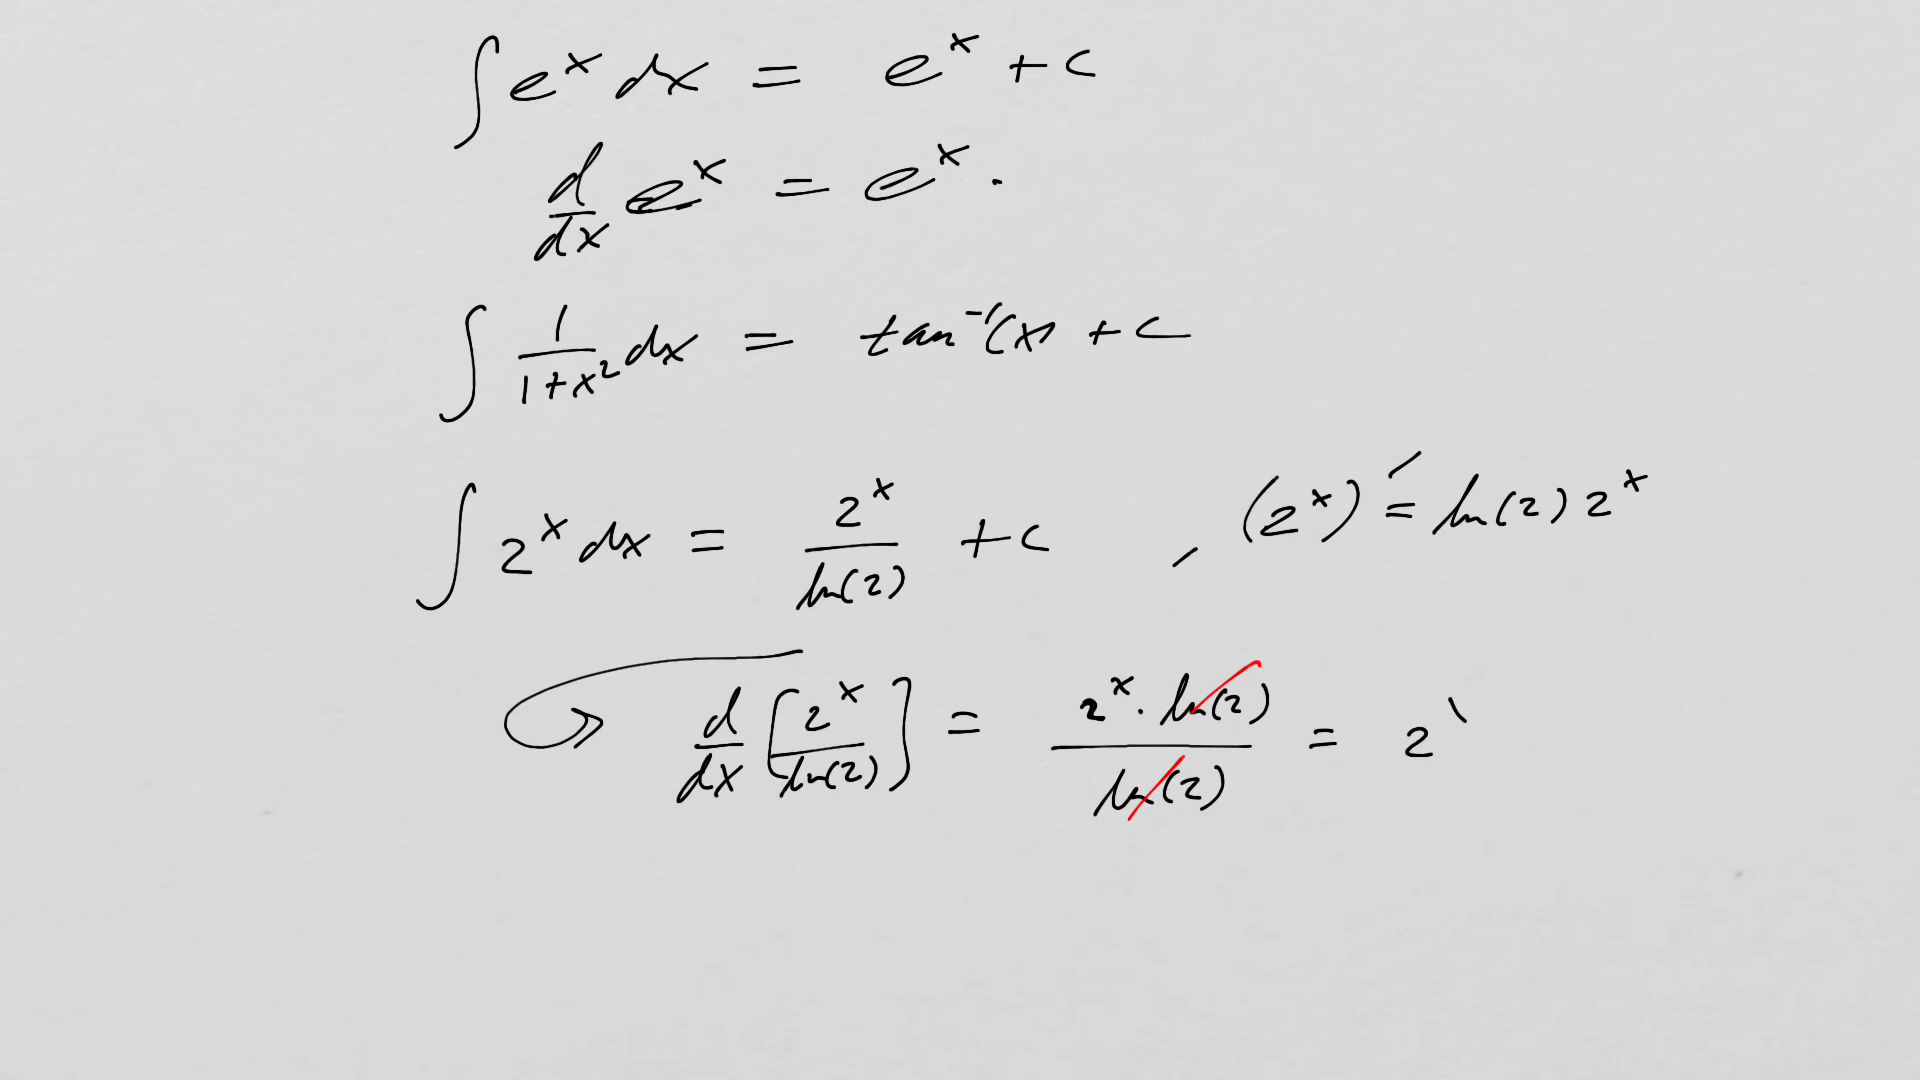 ∫ e^x dx = e^x + c
d/dx e^x = e^x .
∫ 1/(1+x²) dx = tan⁻¹(x) + c
∫ 2^x dx = 2^x/ln(2) + c , (2^x)′ = ln(2) 2^x
d/dx [2^x/ln(2)] = 2^x · ln(2)/ln(2) = 2^\